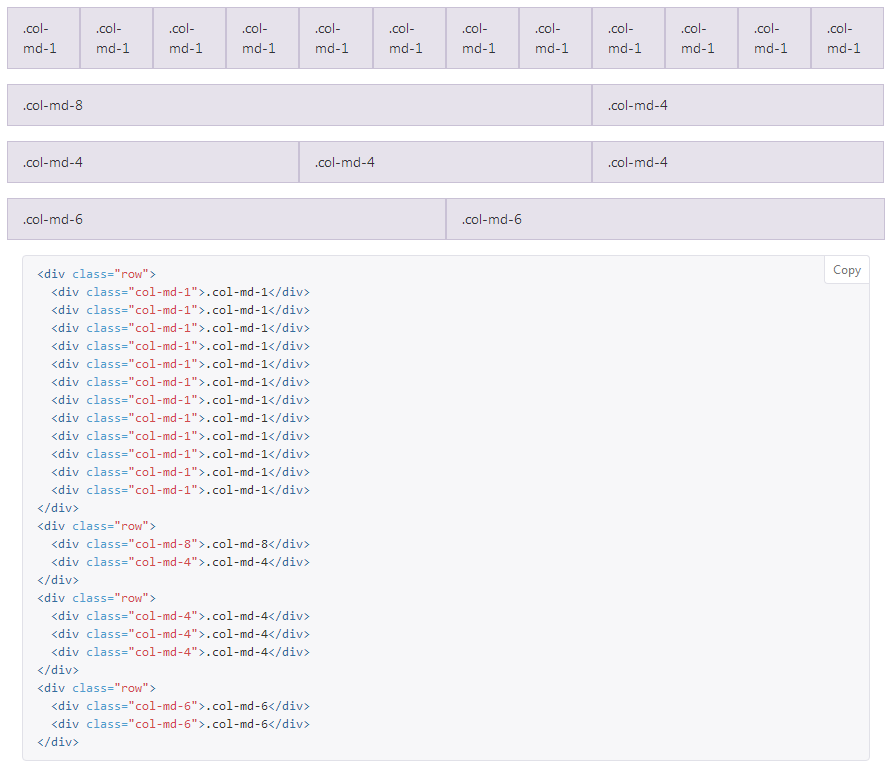 .col- .col- .col- .col- .col- .col- .col- .col- .col- .col- .col- .col-
md-1 md-1 md-1 md-1 md-1 md-1 md-1 md-1 md-1 md-1 md-1 md-1
.col-md-8 .col-md-4
.col-md-4 .col-md-4 .col-md-4
.col-md-6 .col-md-6
Copy
<div class="row">
  <div class="col-md-1">.col-md-1</div>
  <div class="col-md-1">.col-md-1</div>
  <div class="col-md-1">.col-md-1</div>
  <div class="col-md-1">.col-md-1</div>
  <div class="col-md-1">.col-md-1</div>
  <div class="col-md-1">.col-md-1</div>
  <div class="col-md-1">.col-md-1</div>
  <div class="col-md-1">.col-md-1</div>
  <div class="col-md-1">.col-md-1</div>
  <div class="col-md-1">.col-md-1</div>
  <div class="col-md-1">.col-md-1</div>
  <div class="col-md-1">.col-md-1</div>
</div>
<div class="row">
  <div class="col-md-8">.col-md-8</div>
  <div class="col-md-4">.col-md-4</div>
</div>
<div class="row">
  <div class="col-md-4">.col-md-4</div>
  <div class="col-md-4">.col-md-4</div>
  <div class="col-md-4">.col-md-4</div>
</div>
<div class="row">
  <div class="col-md-6">.col-md-6</div>
  <div class="col-md-6">.col-md-6</div>
</div>